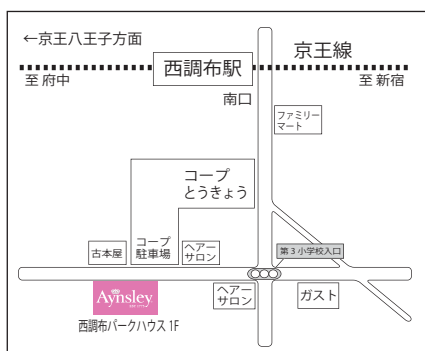 ←京王八王子方面
京王線
西調布駅
至 府中
至 新宿
南口
ファミリー
マート
コープ
とうきょう
古本屋
コープ
駐車場
ヘアー
サロン
第3小学校入口
Aynsley
ヘアー
サロン
ガスト
西調布パークハウス 1F